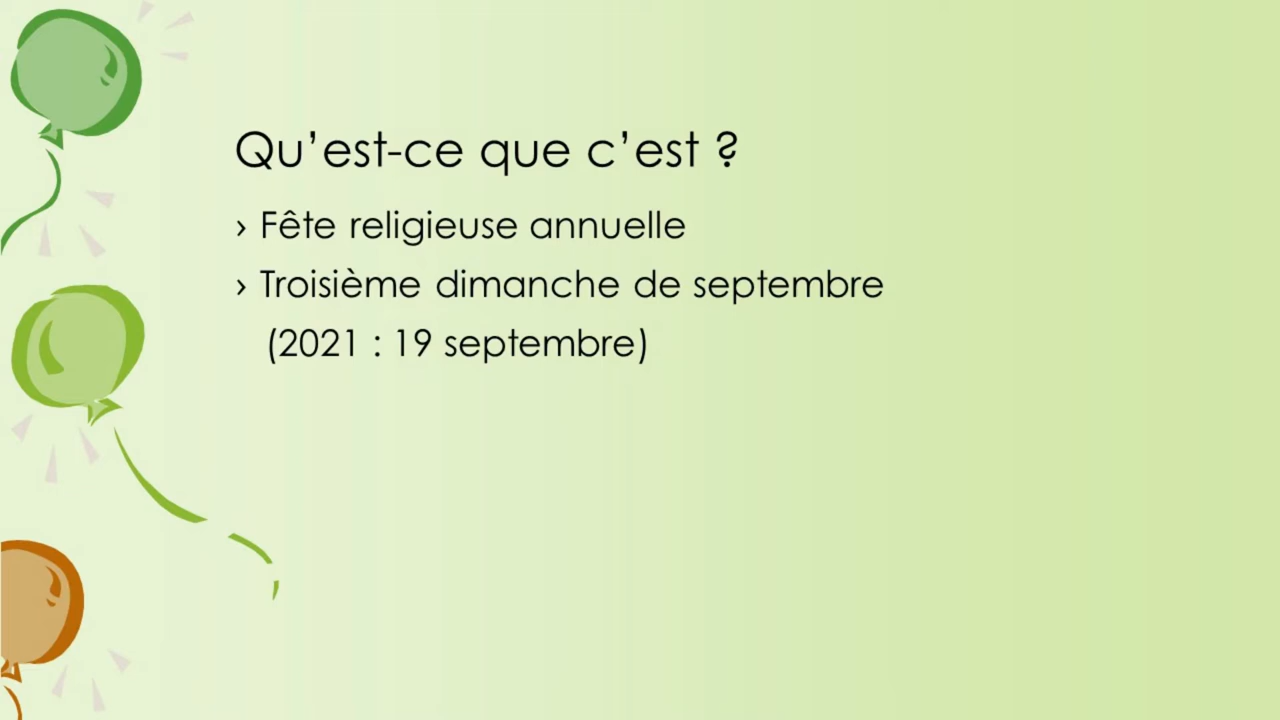 Qu’est-ce que c’est ?
› Fête religieuse annuelle
› Troisième dimanche de septembre
(2021 : 19 septembre)